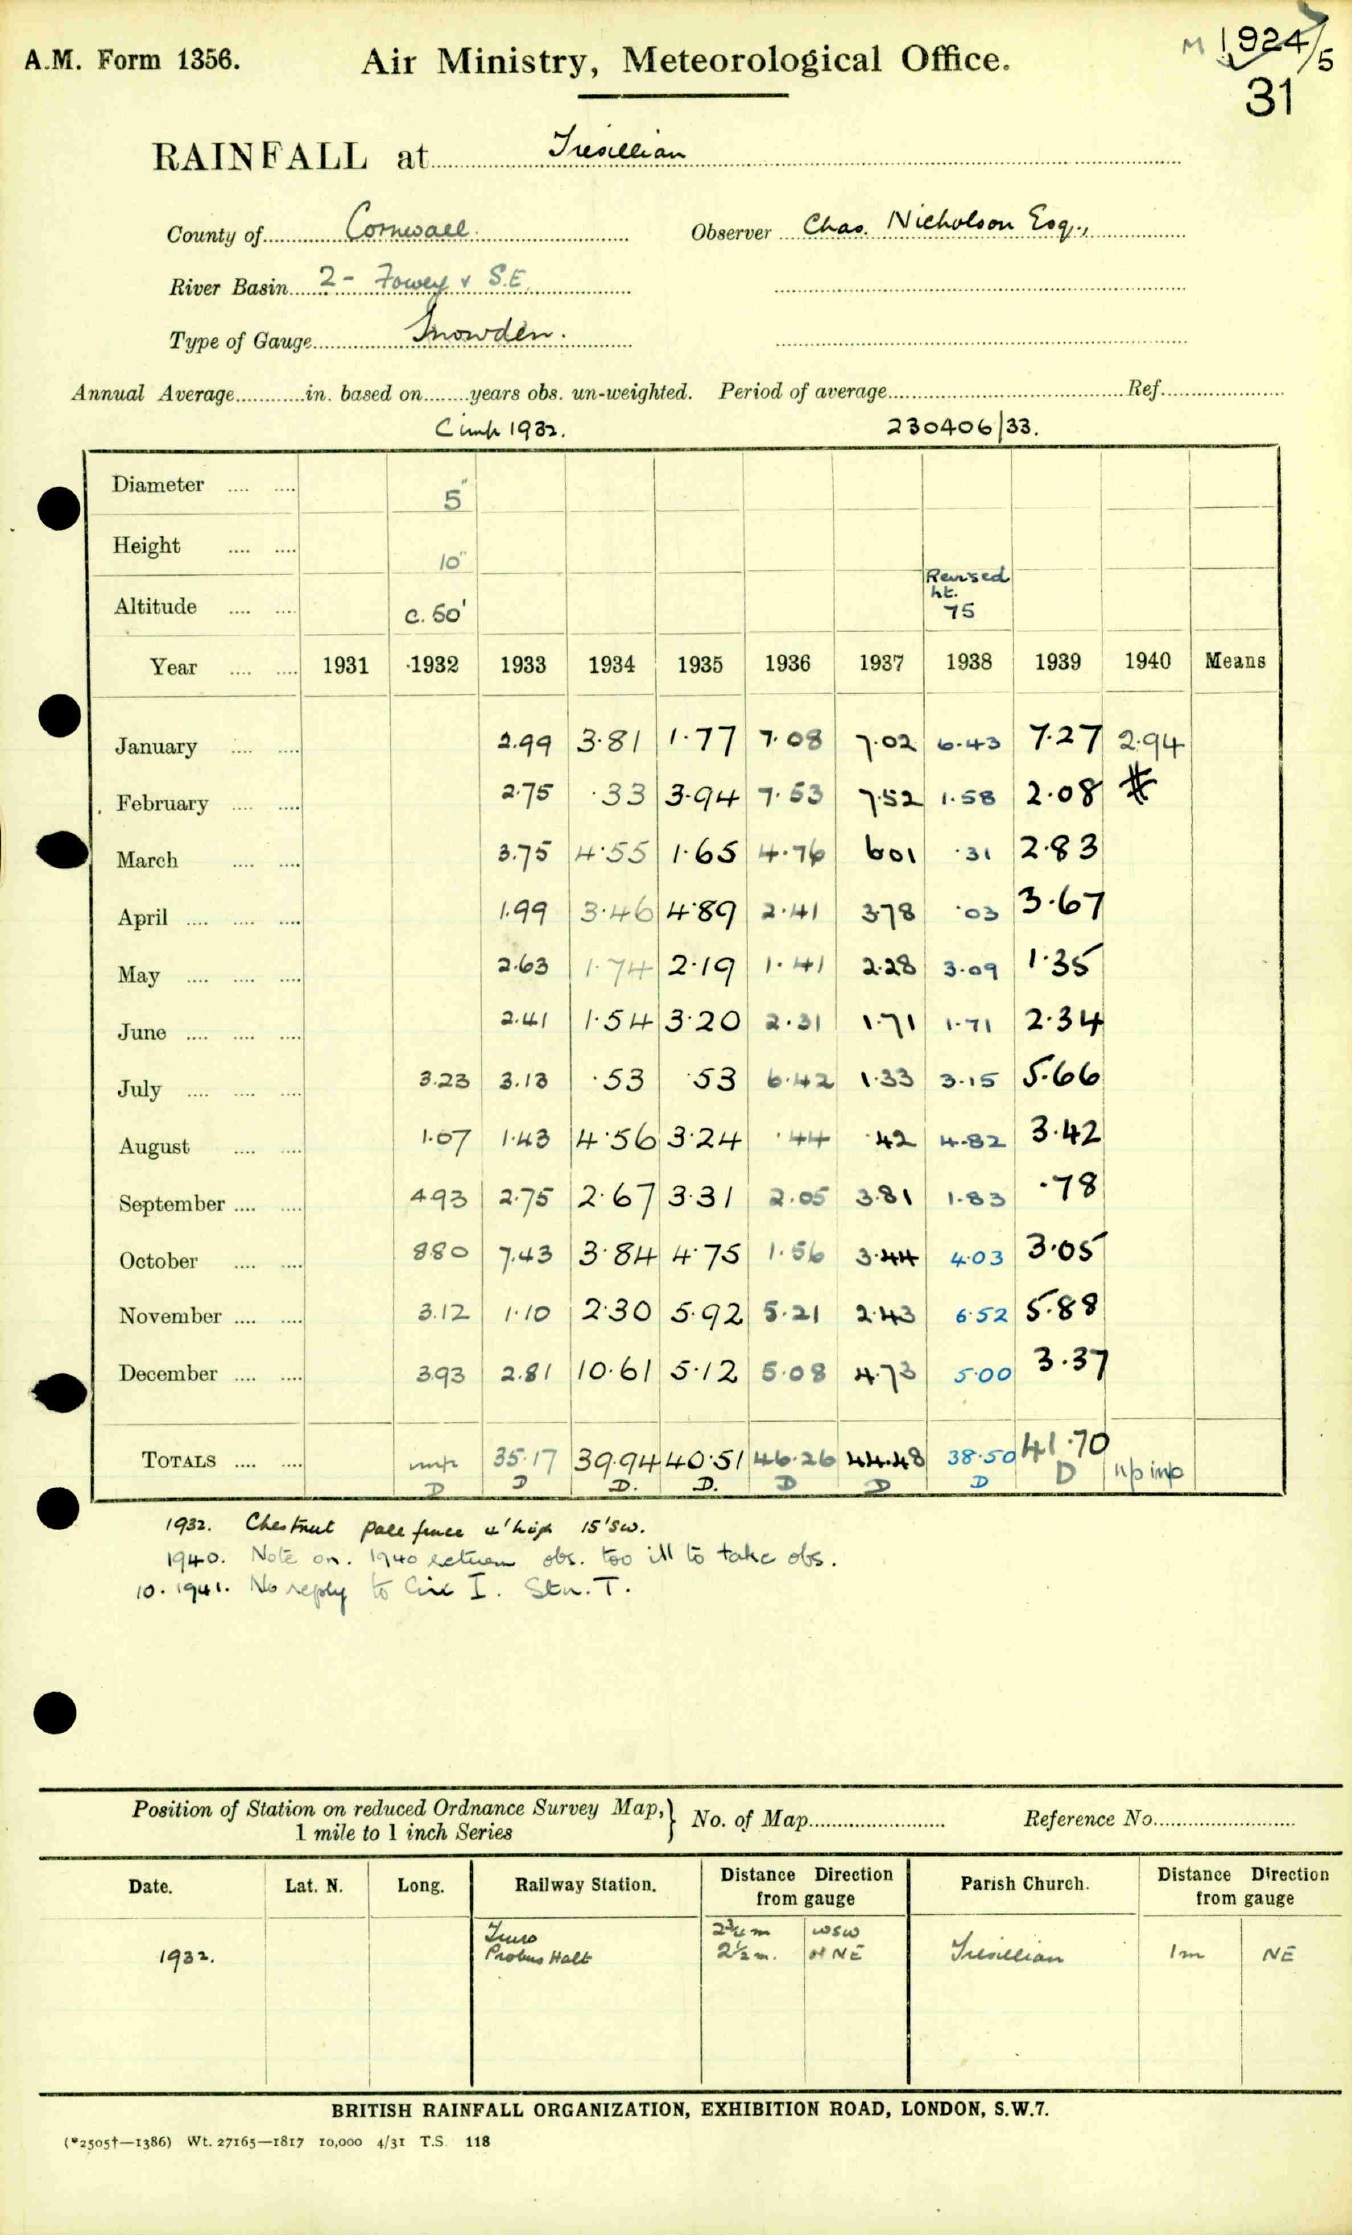 A.M. Form 1356.
Air Ministry, Meteorological Office.
M 1924/5
31
RAINFALL at Tresillian
County of Cornwall. Observer Chas. Nicholson Esq.,
River Basin 2 - Fowey & S.E.
Type of Gauge Snowden.
Annual Average............in. based on........years obs. un-weighted. Period of average............Ref............
C imp 1932. 230406/33.
Diameter .... .... 5"
Height .... .... 10"
Altitude .... .... c. 60' Revised ht. 75
Year .... .... 1931 1932 1933 1934 1935 1936 1937 1938 1939 1940 Means
January .... .... 2.99 3.81 1.77 7.08 7.02 6.43 7.27 2.94
February .... .... 2.75 .33 3.94 7.53 7.52 1.58 2.08 #
March .... .... 3.75 4.55 1.65 4.76 6.01 .31 2.83
April .... .... .... 1.99 3.46 4.89 2.41 3.78 .03 3.67
May .... .... .... 2.63 1.74 2.19 1.41 2.28 3.09 1.35
June .... .... .... 2.41 1.54 3.20 2.31 1.71 1.71 2.34
July .... .... .... 3.23 3.13 .53 .53 6.42 1.33 3.15 5.66
August .... .... 1.07 1.43 4.56 3.24 .44 .42 4.82 3.42
September .... .... 4.93 2.75 2.67 3.31 2.05 3.81 1.83 .78
October .... .... 8.80 7.43 3.84 4.75 1.56 3.44 4.03 3.05
November .... .... 3.12 1.10 2.30 5.92 5.21 2.43 6.52 5.88
December .... .... 3.93 2.81 10.61 5.12 5.08 4.73 5.00 3.37
TOTALS .... .... imp 35.17 39.94 40.51 46.26 44.48 38.50 41.70 n/p imp
D D D. D. D D D D
1932. Chestnut pale fence 4' high 15' SW.
1940. Note on. 1940 return obs. too ill to take obs.
10.1941. No reply to Circ I. Stn. T.
Position of Station on reduced Ordnance Survey Map, 1 mile to 1 inch Series } No. of Map............ Reference No............
Date. Lat. N. Long. Railway Station. Distance Direction from gauge Parish Church. Distance Direction from gauge
Truro 2¾ m WSW
1932. Probus Halt 2½ m. NE Tresillian 1m NE
BRITISH RAINFALL ORGANIZATION, EXHIBITION ROAD, LONDON, S.W.7.
(*2505†—1386) Wt. 27165—1817 10,000 4/31 T.S. 118